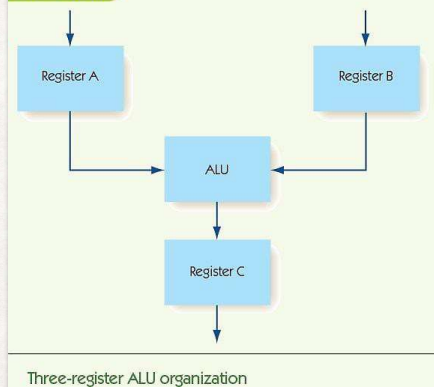 Register A
Register B
ALU
Register C
Three-register ALU organization